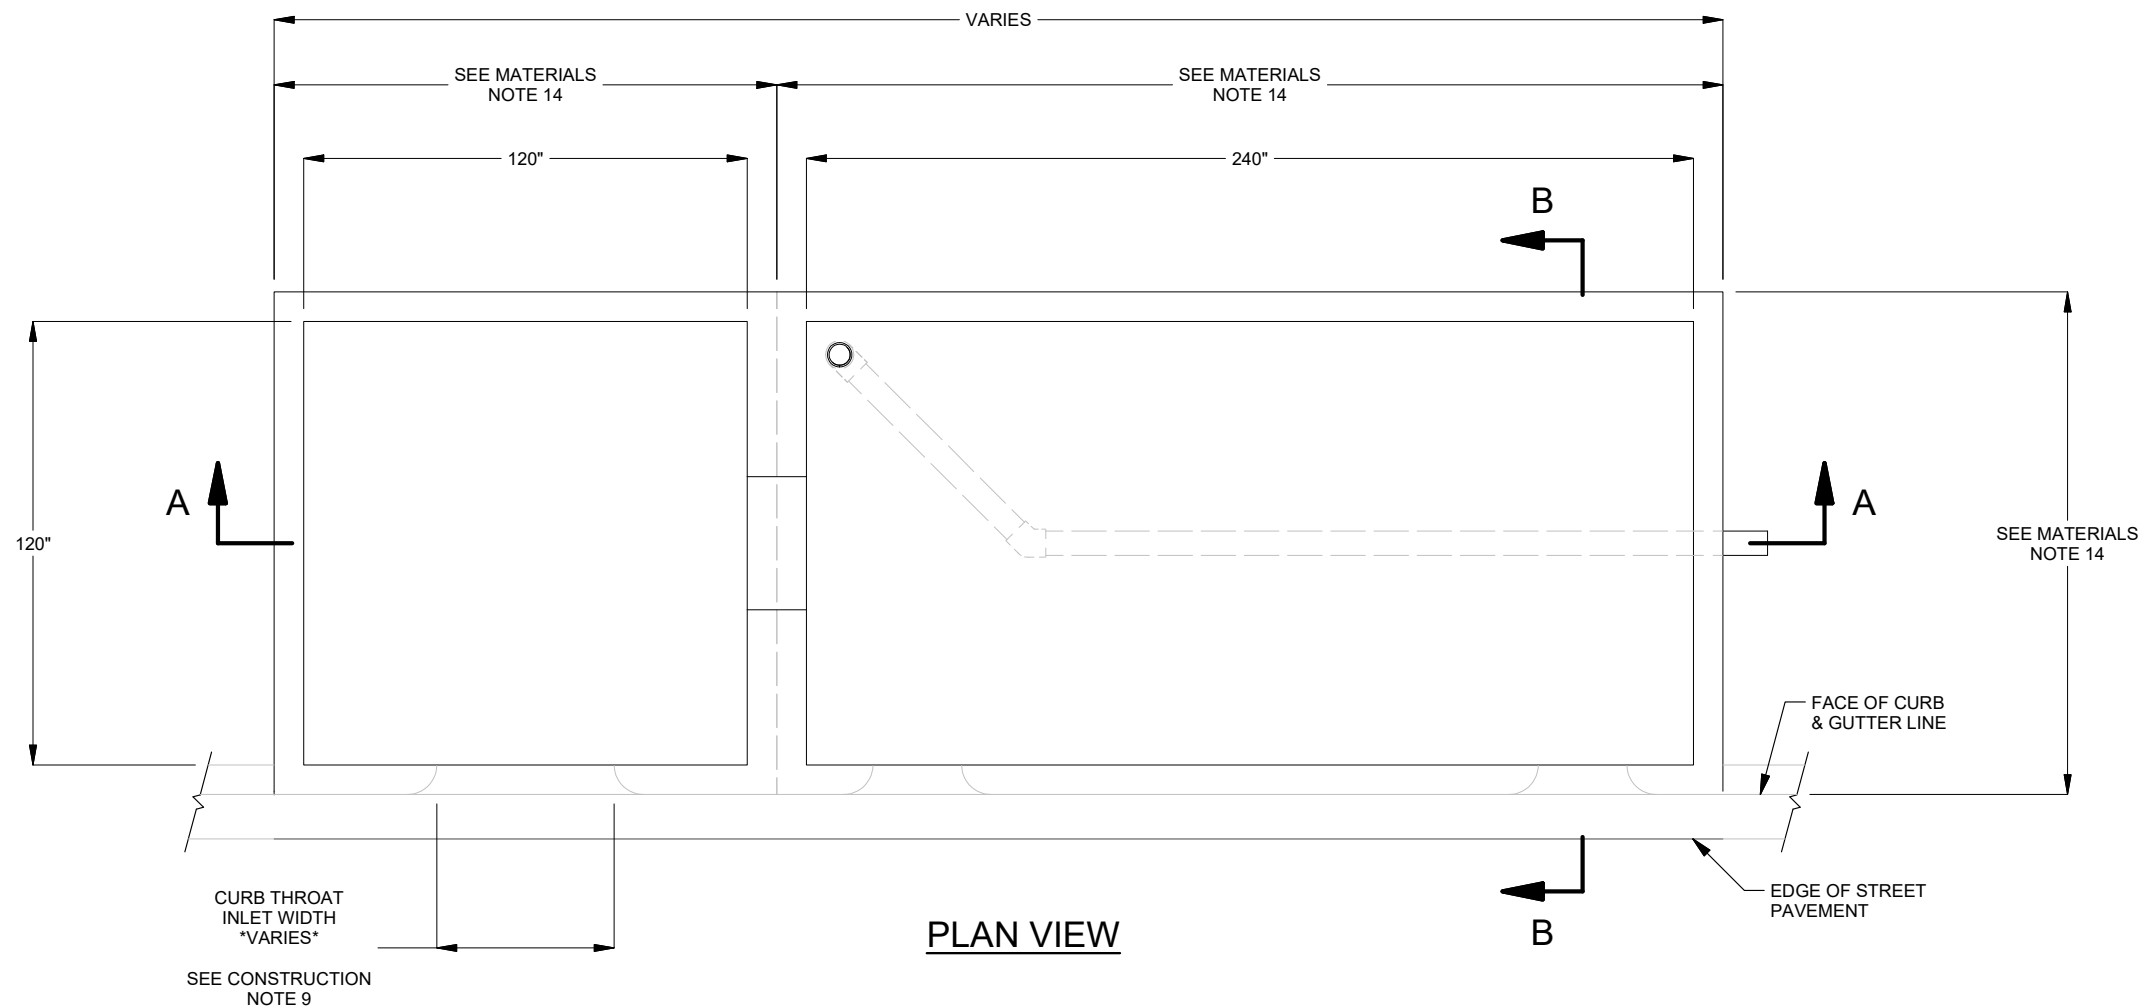 VARIES
SEE MATERIALS
NOTE 14
SEE MATERIALS
NOTE 14
120"
240"
B
A
A
120"
SEE MATERIALS
NOTE 14
FACE OF CURB
& GUTTER LINE
CURB THROAT
INLET WIDTH
*VARIES*
SEE CONSTRUCTION
NOTE 9
PLAN VIEW
B
EDGE OF STREET
PAVEMENT